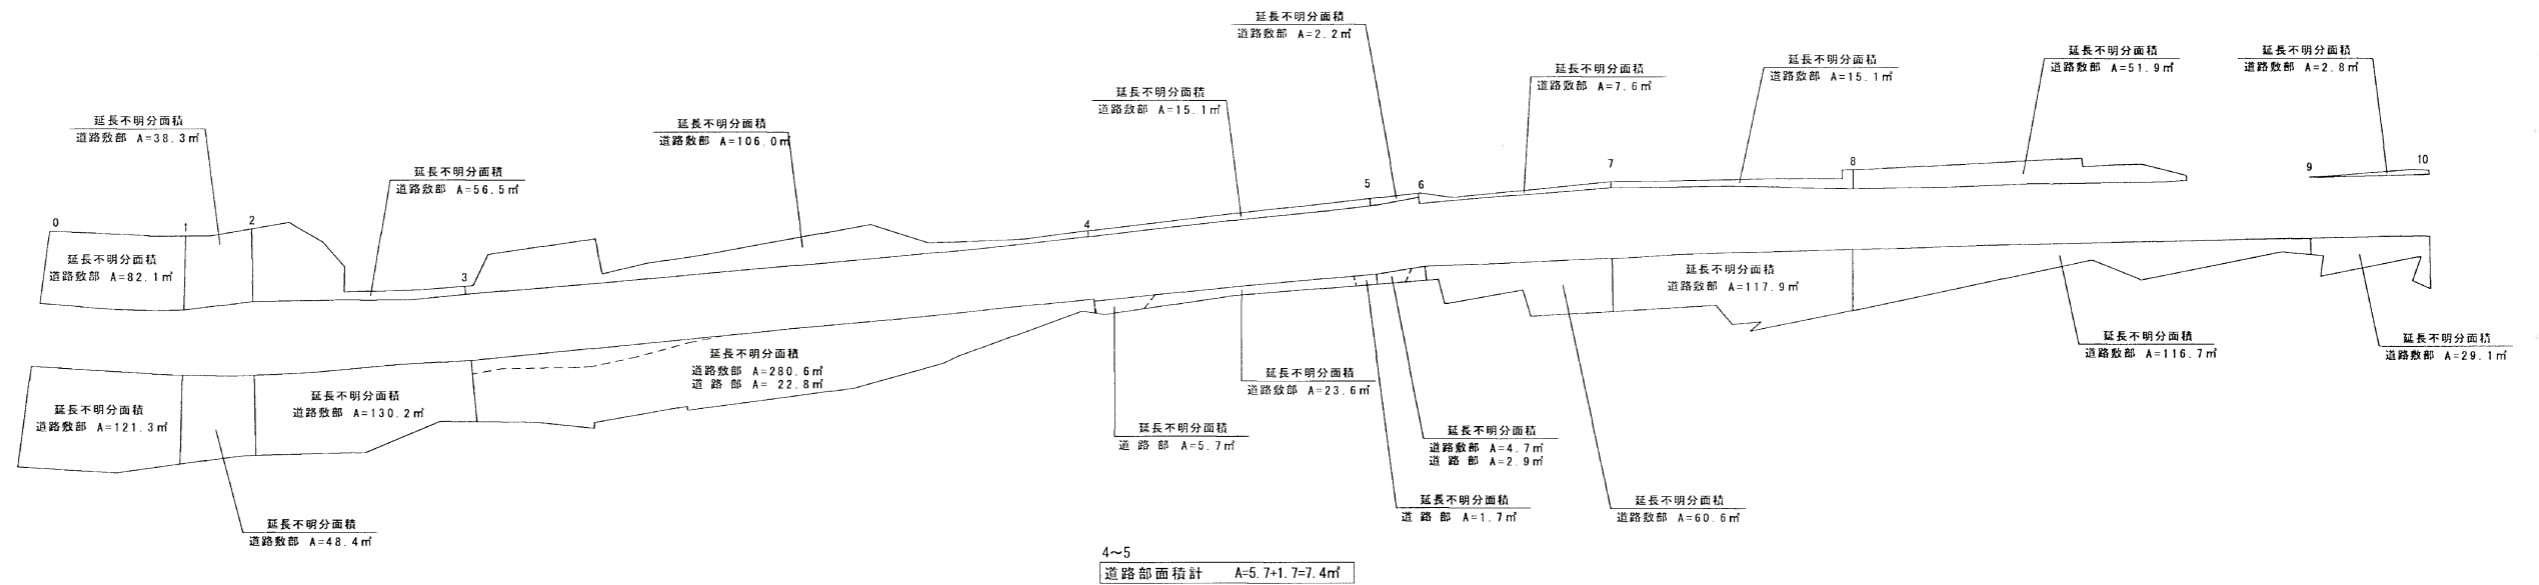 延長不明分面積
道路敷部 A=2.2㎡
延長不明分面積
道路敷部 A=7.6㎡
延長不明分面積
道路敷部 A=15.1㎡
延長不明分面積
道路敷部 A=51.9㎡
延長不明分面積
道路敷部 A=2.8㎡
延長不明分面積
道路敷部 A=15.1㎡
延長不明分面積
道路敷部 A=38.3㎡
延長不明分面積
道路敷部 A=106.0㎡
延長不明分面積
道路敷部 A=56.5㎡
0
1
2
3
4
5
6
7
8
9
10
延長不明分面積
道路敷部 A=82.1㎡
延長不明分面積
道路敷部 A=117.9㎡
延長不明分面積
道路敷部 A=116.7㎡
延長不明分面積
道路敷部 A=29.1㎡
延長不明分面積
道路敷部 A=280.6㎡
道 路 部 A= 22.8㎡
延長不明分面積
道路敷部 A=23.6㎡
延長不明分面積
道路敷部 A=130.2㎡
延長不明分面積
道路敷部 A=121.3㎡
延長不明分面積
道 路 部 A=5.7㎡
延長不明分面積
道路敷部 A=4.7㎡
道 路 部 A=2.9㎡
延長不明分面積
道 路 部 A=1.7㎡
延長不明分面積
道路敷部 A=60.6㎡
延長不明分面積
道路敷部 A=48.4㎡
4～5
道路部面積計 A=5.7+1.7=7.4㎡